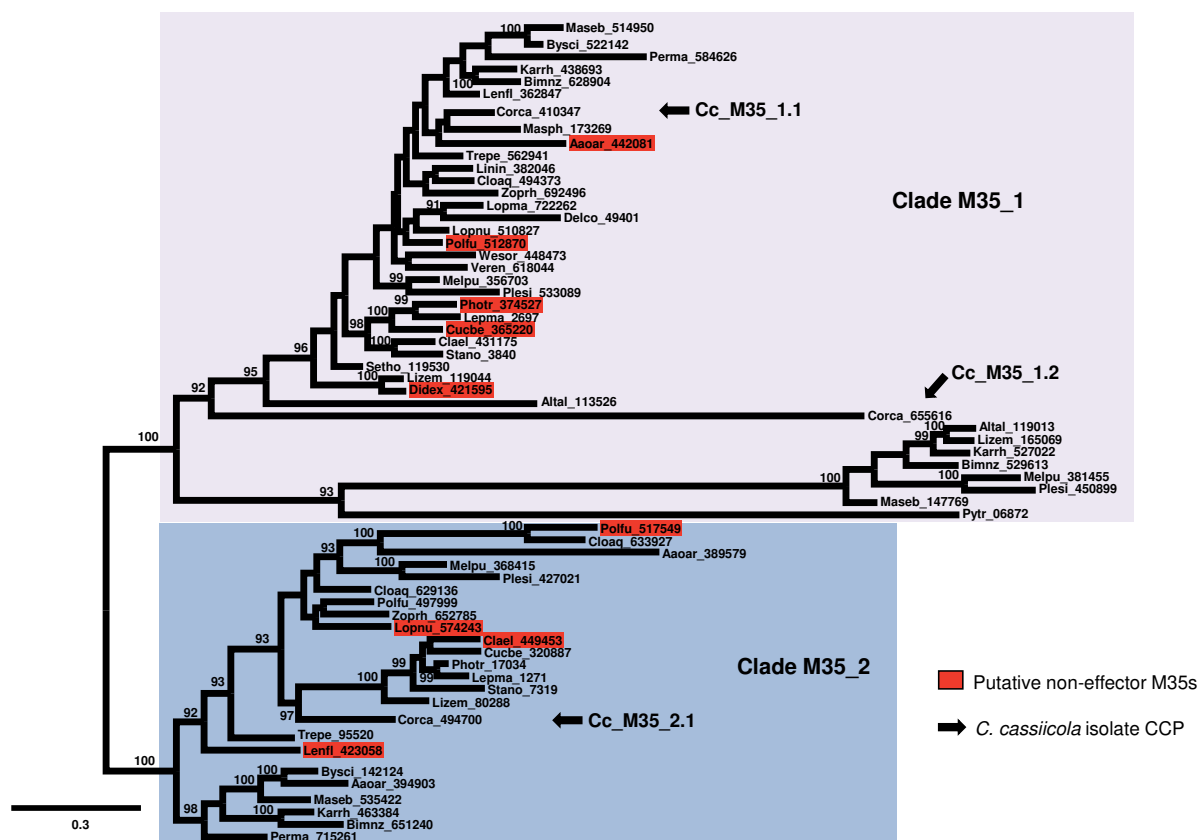 100
Maseb_514950
Bysci_522142
Perma_584626
Karrh_438693
100
Bimnz_628904
Lenfl_362847
Corca_410347
Cc_M35_1.1
Masph_173269
Aaoar_442081
Trepe_562941
Linin_382046
Cloaq_494373
Zoprh_692496
Clade M35_1
91
Lopma_722262
Delco_49401
Lopnu_510827
Polfu_512870
Wesor_448473
Veren_618044
99
Melpu_356703
Plesi_533089
99
Photr_374527
100
Lepma_2697
98
Cucbe_365220
100
Clael_431175
Stano_3840
96
Setho_119530
95
100
Lizem_119044
Cc_M35_1.2
92
Didex_421595
Altal_113526
Corca_655616
100
Altal_119013
100
99
Lizem_165069
Karrh_527022
Bimnz_529613
100
100
Melpu_381455
Plesi_450899
93
Maseb_147769
Pytr_06872
100
Polfu_517549
100
Cloaq_633927
93
Aaoar_389579
100
Melpu_368415
Plesi_427021
Cloaq_629136
Polfu_497999
Zoprh_652785
Lopnu_574243
93
Clael_449453
Cucbe_320887
99
Photr_17034
Clade M35_2
93
100
99
Lepma_1271
Stano_7319
Lizem_80288
97
Corca_494700
Cc_M35_2.1
92
Trepe_95520
Lenfl_423058
100
100
Bysci_142124
100
Aaoar_394903
Maseb_535422
98
100
Karrh_463384
Bimnz_651240
Perma_715261
Putative non-effector M35s
C. cassiicola isolate CCP
0.3